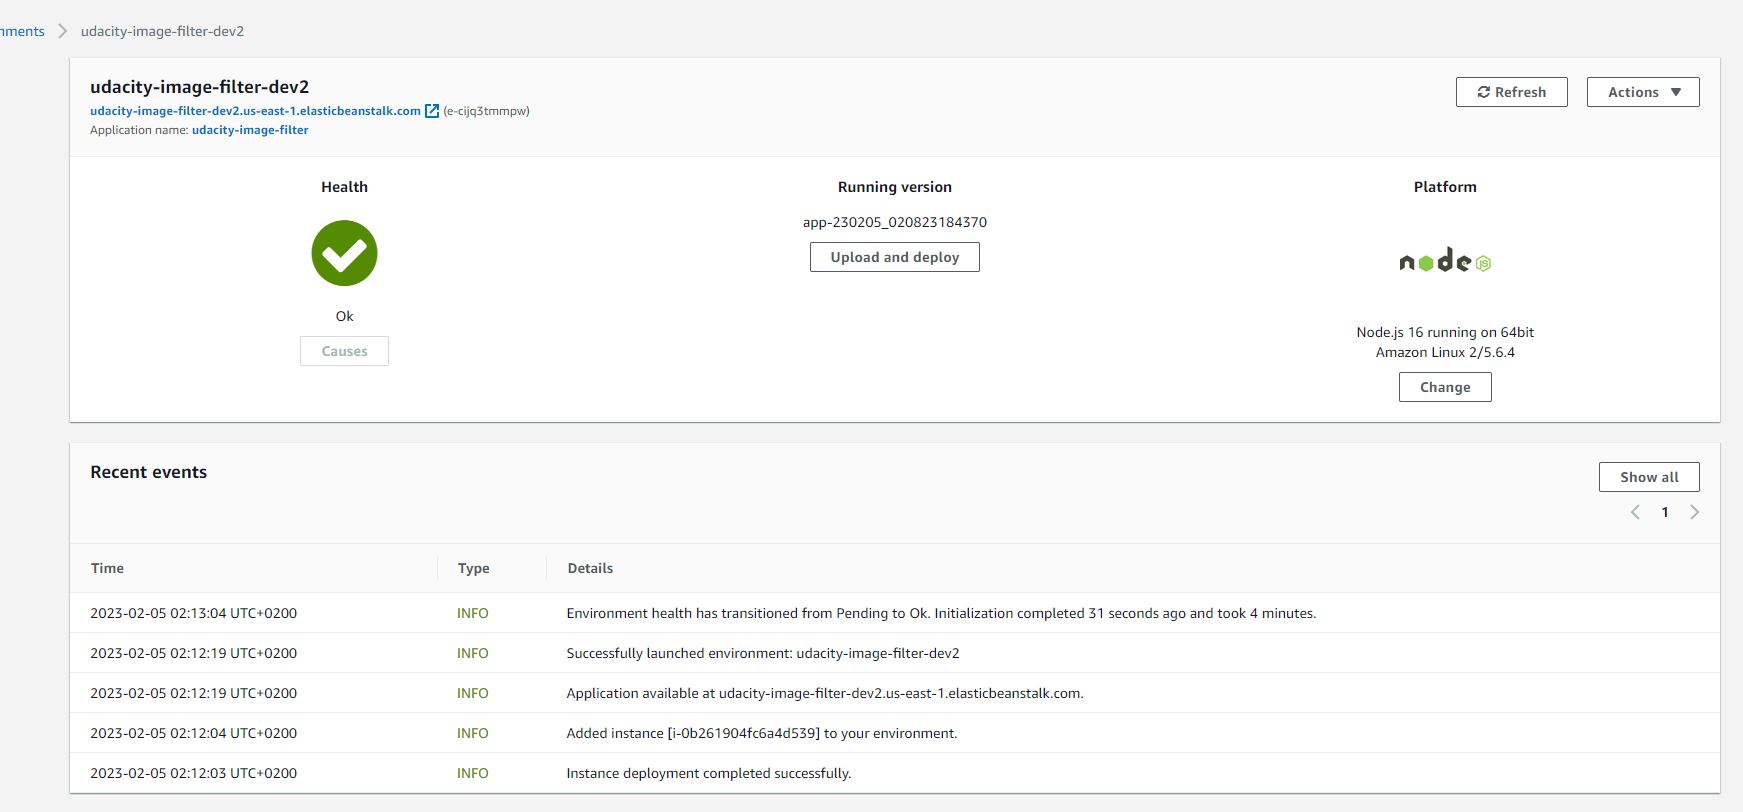 nments > udacity-image-filter-dev2
udacity-image-filter-dev2
Refresh
Actions
udacity-image-filter-dev2.us-east-1.elasticbeanstalk.com (e-cijq3tmmpw)
Application name: udacity-image-filter
Health
Running version
Platform
app-230205_020823184370
Upload and deploy
node JS
Ok
Causes
Node.js 16 running on 64bit
Amazon Linux 2/5.6.4
Change
Recent events
Show all
1
Time Type Details
2023-02-05 02:13:04 UTC+0200 INFO Environment health has transitioned from Pending to Ok. Initialization completed 31 seconds ago and took 4 minutes.
2023-02-05 02:12:19 UTC+0200 INFO Successfully launched environment: udacity-image-filter-dev2
2023-02-05 02:12:19 UTC+0200 INFO Application available at udacity-image-filter-dev2.us-east-1.elasticbeanstalk.com.
2023-02-05 02:12:04 UTC+0200 INFO Added instance [i-0b261904fc6a4d539] to your environment.
2023-02-05 02:12:03 UTC+0200 INFO Instance deployment completed successfully.